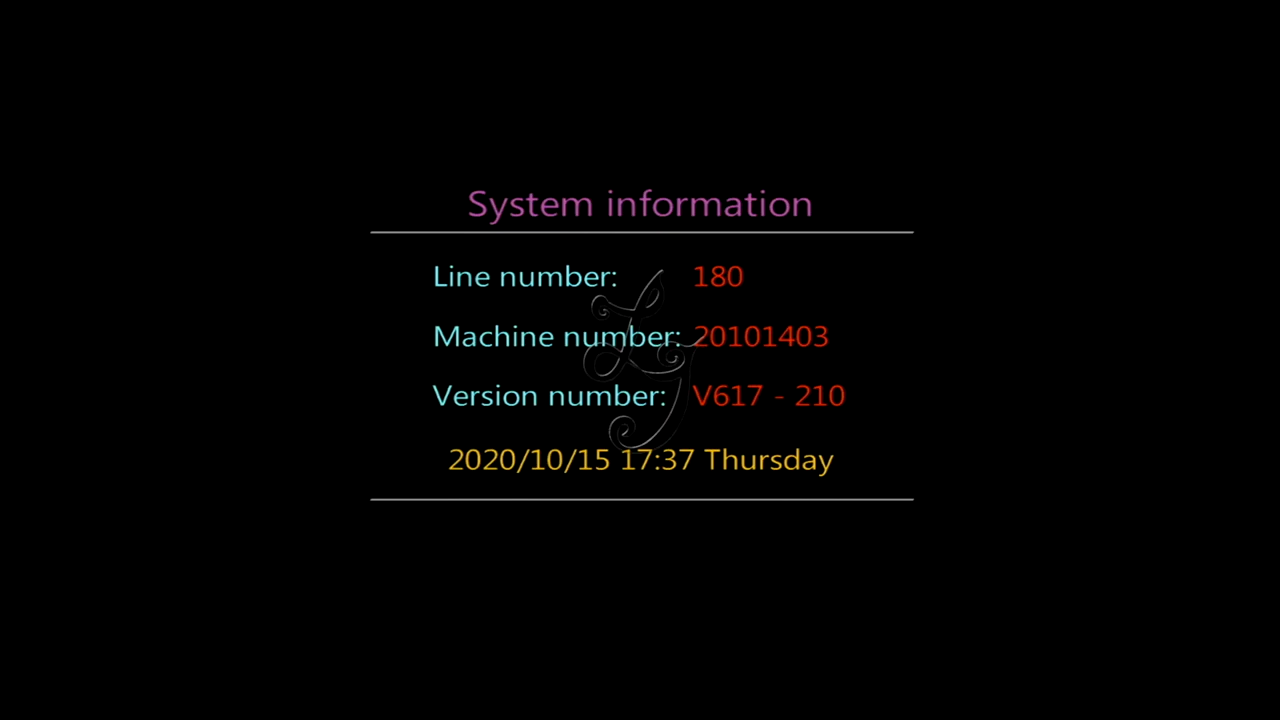 System information
Line number: 180
Machine number: 20101403
Version number: V617 - 210
2020/10/15 17:37 Thursday